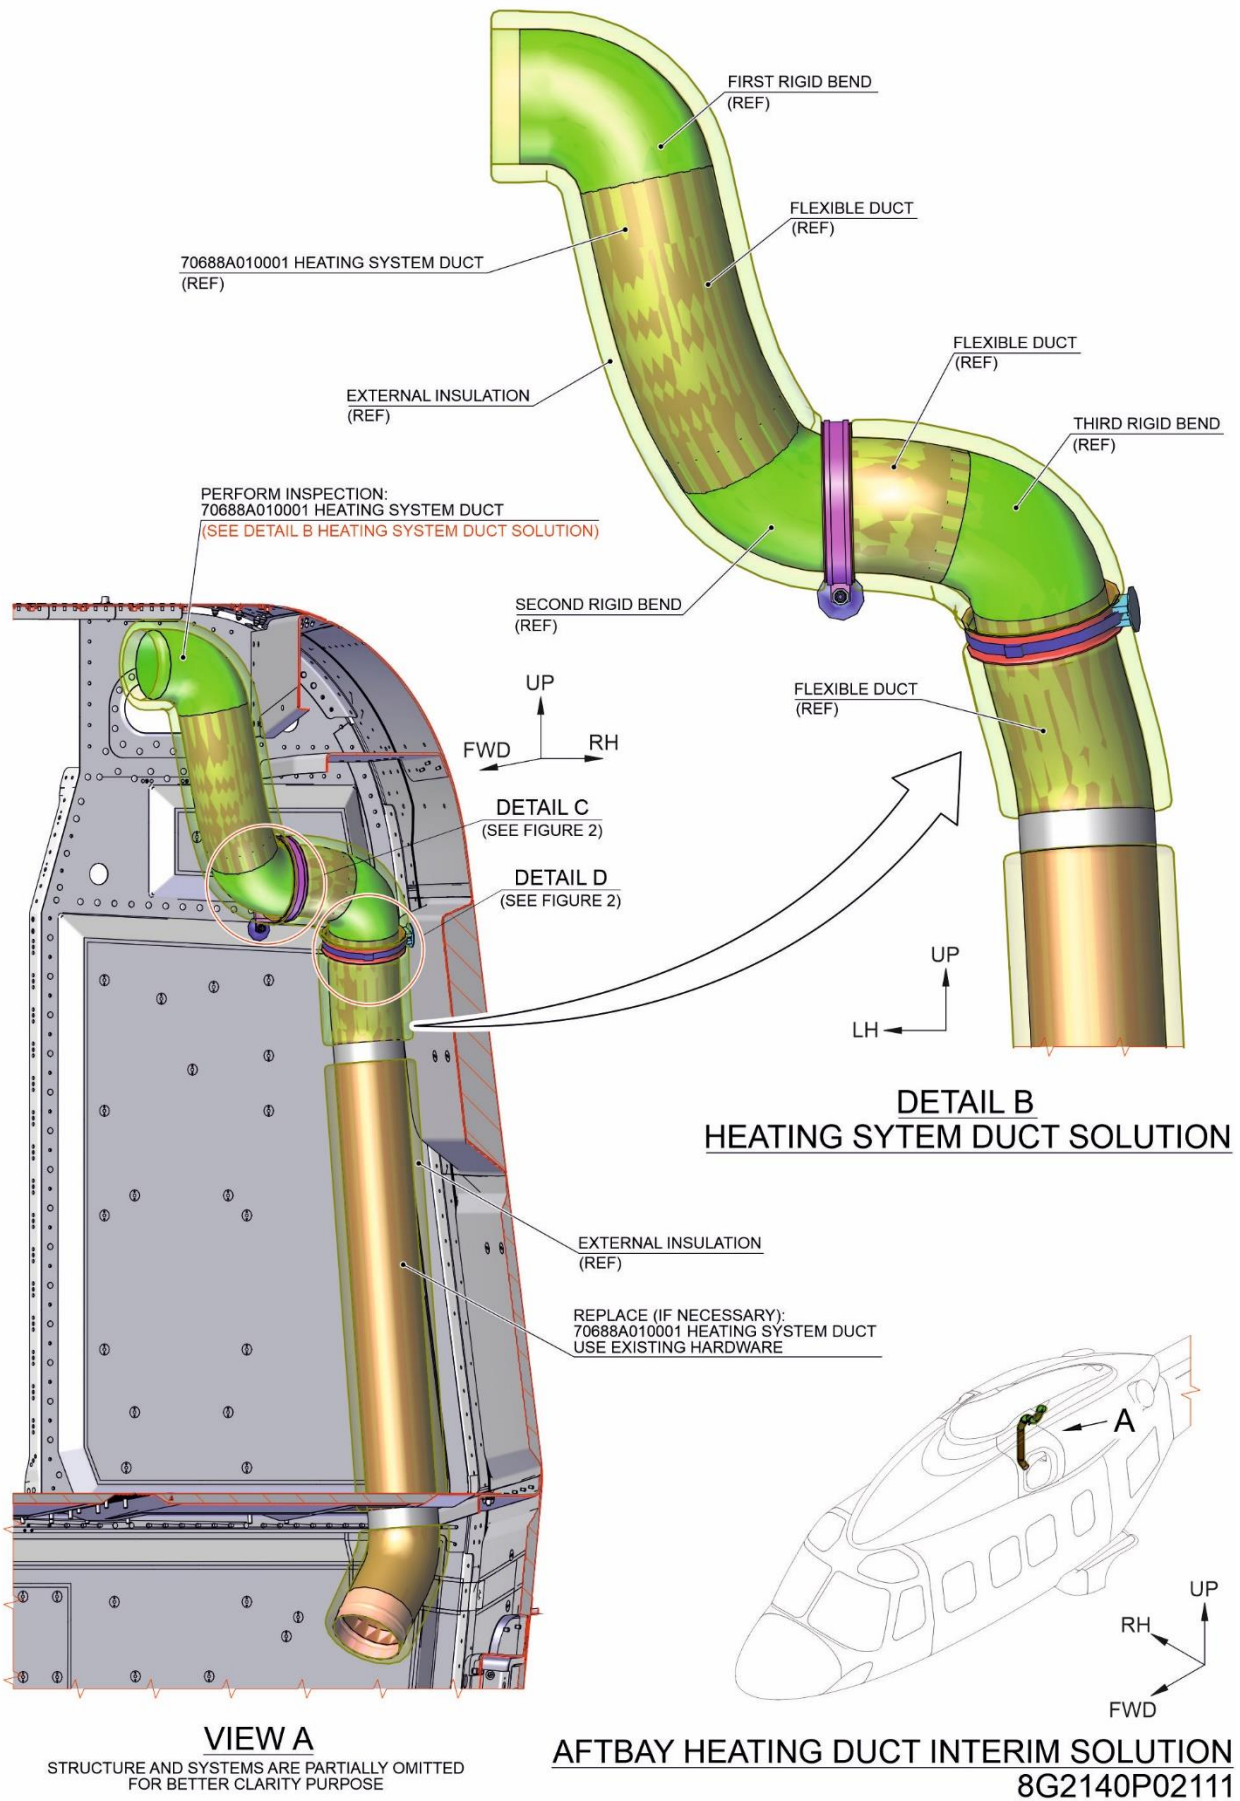 FIRST RIGID BEND
(REF)
FLEXIBLE DUCT
(REF)
70688A010001 HEATING SYSTEM DUCT
(REF)
FLEXIBLE DUCT
(REF)
EXTERNAL INSULATION
(REF)
THIRD RIGID BEND
(REF)
PERFORM INSPECTION:
70688A010001 HEATING SYSTEM DUCT
(SEE DETAIL B HEATING SYSTEM DUCT SOLUTION)
SECOND RIGID BEND
(REF)
FLEXIBLE DUCT
(REF)
UP
FWD
RH
DETAIL C
(SEE FIGURE 2)
DETAIL D
(SEE FIGURE 2)
UP
LH
DETAIL B
HEATING SYTEM DUCT SOLUTION
EXTERNAL INSULATION
(REF)
REPLACE (IF NECESSARY):
70688A010001 HEATING SYSTEM DUCT
USE EXISTING HARDWARE
A
UP
RH
FWD
VIEW A
STRUCTURE AND SYSTEMS ARE PARTIALLY OMITTED
FOR BETTER CLARITY PURPOSE
AFTBAY HEATING DUCT INTERIM SOLUTION
8G2140P02111